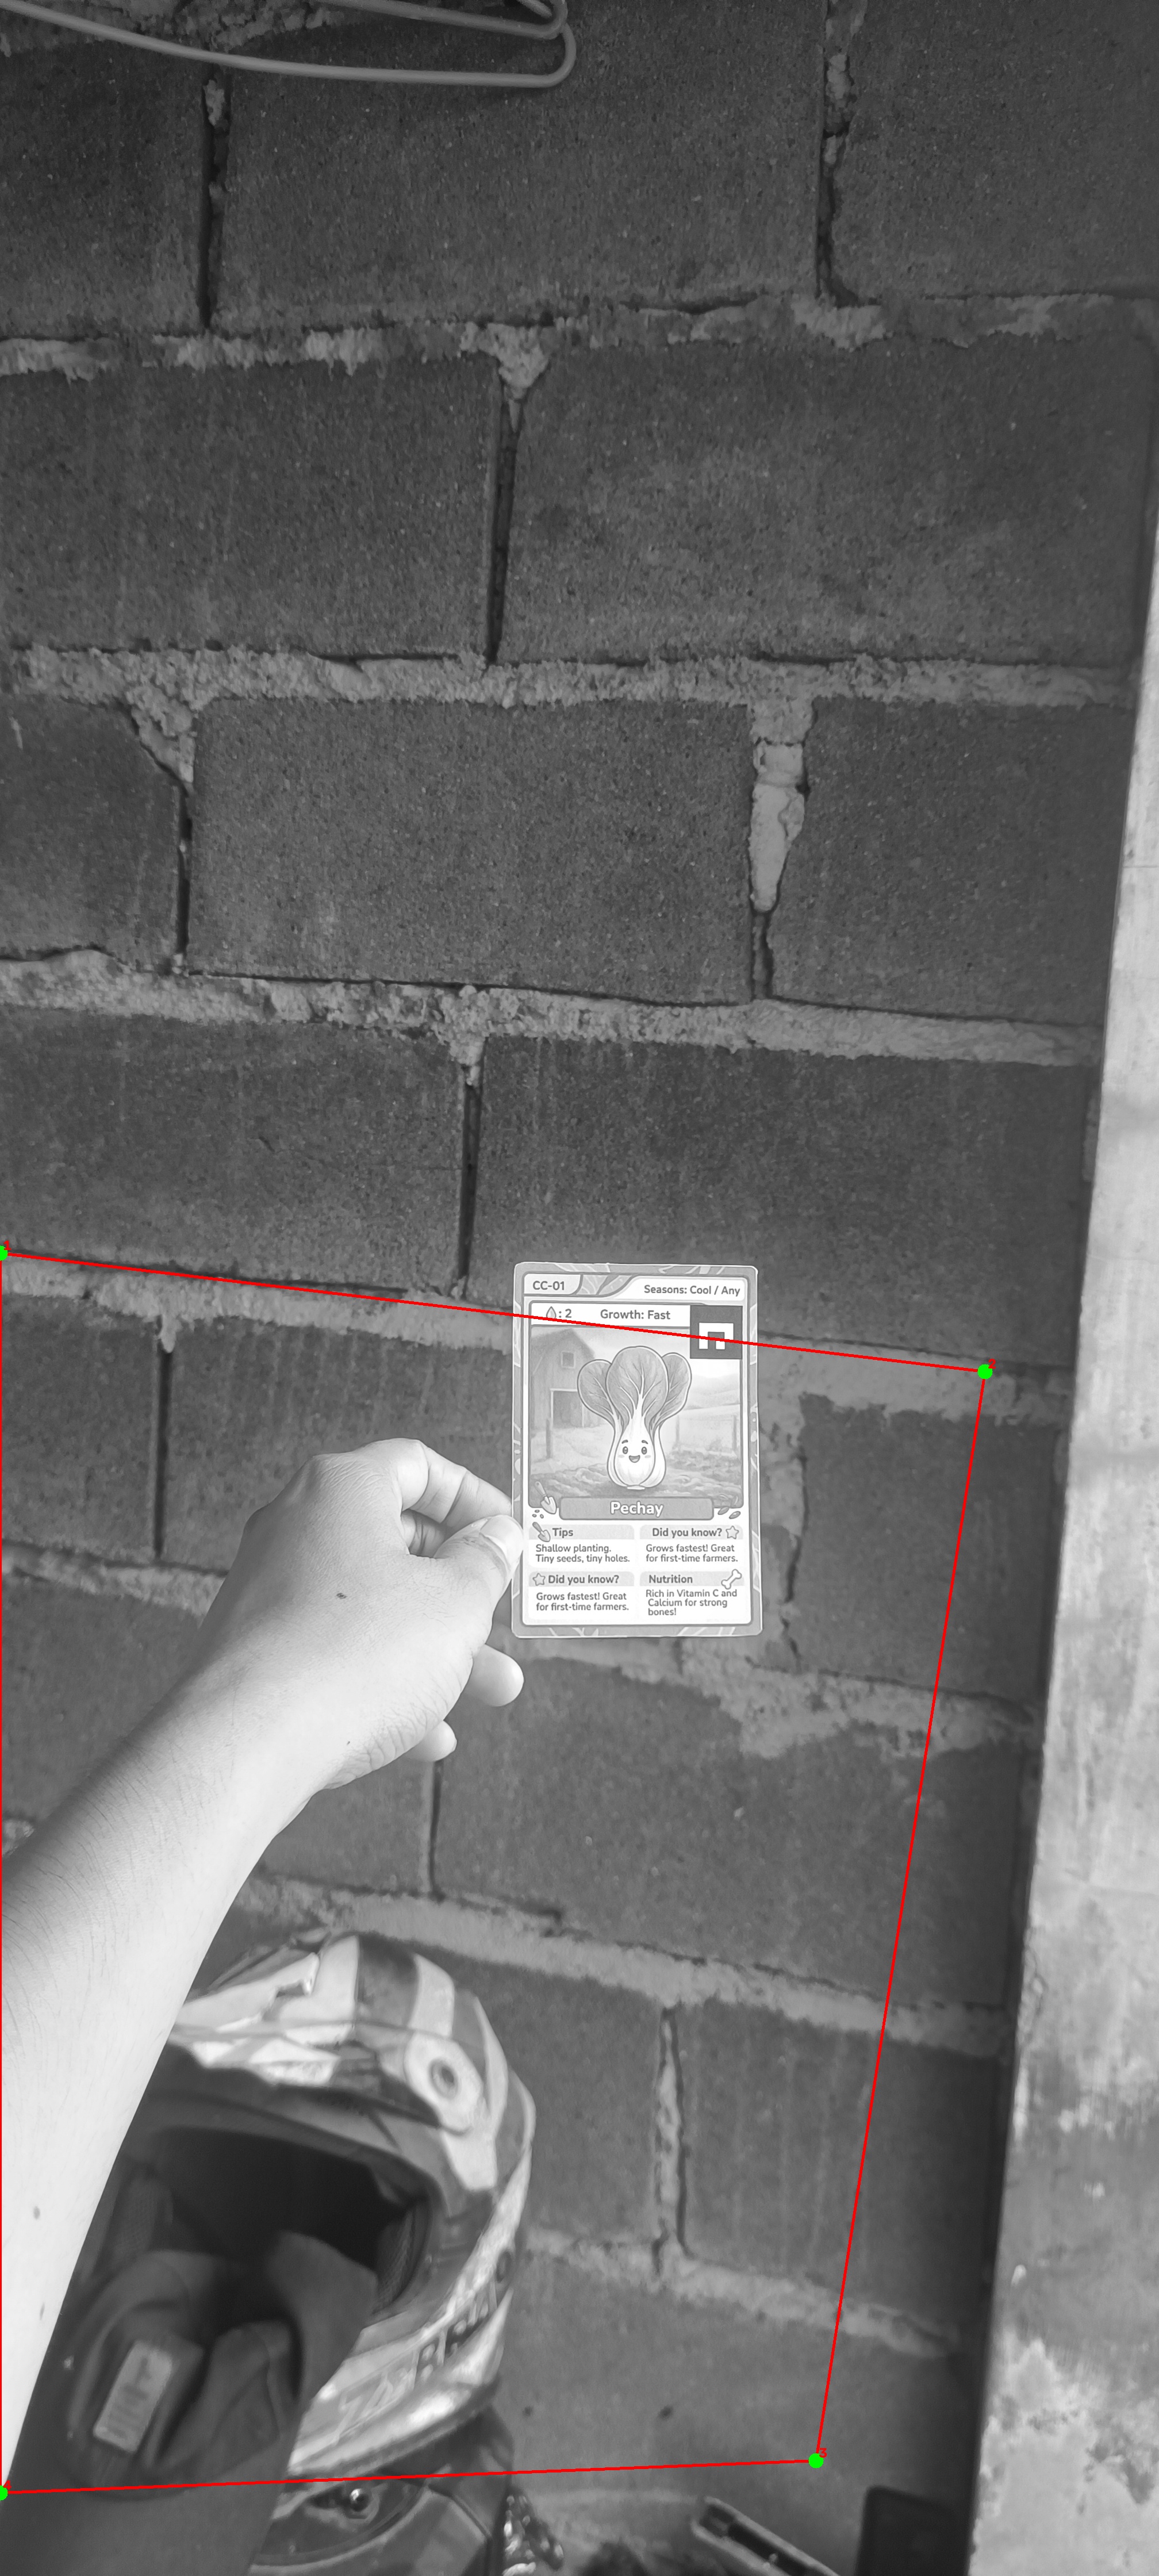 CC-01
Seasons: Cool / Any
: 2
Growth: Fast
Pechay
Tips
Shallow planting.
Tiny seeds, tiny holes.
Did you know?
Grows fastest! Great
for first-time farmers.
Did you know?
Grows fastest! Great
for first-time farmers.
Nutrition
Rich in Vitamin C and
Calcium for strong
bones!
3